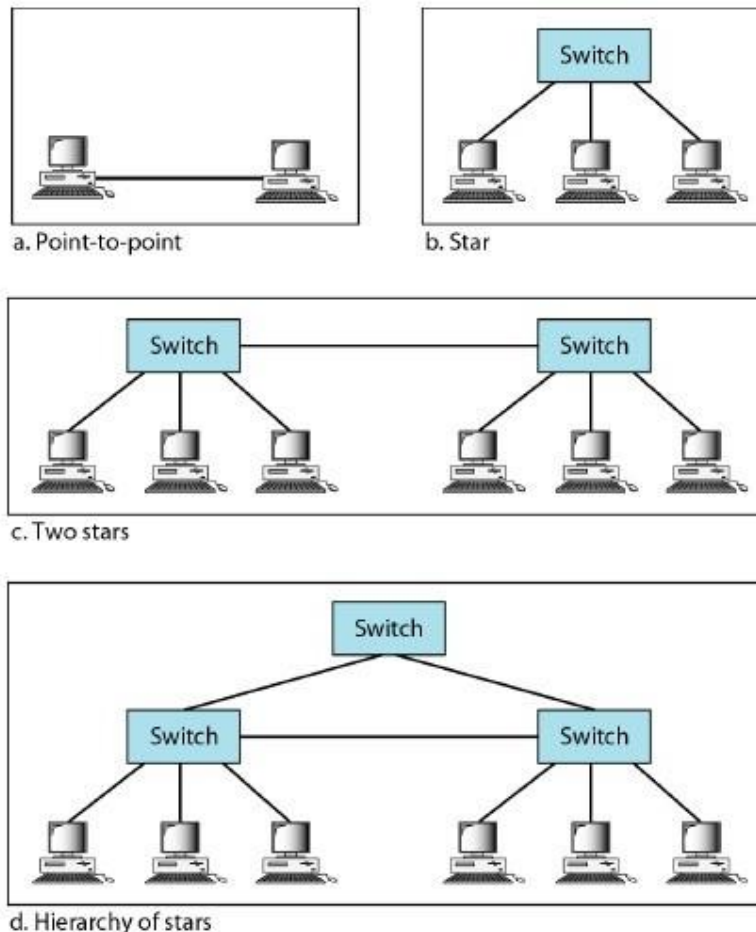 Switch
a. Point-to-point
b. Star
Switch
Switch
c. Two stars
Switch
Switch
Switch
d. Hierarchy of stars